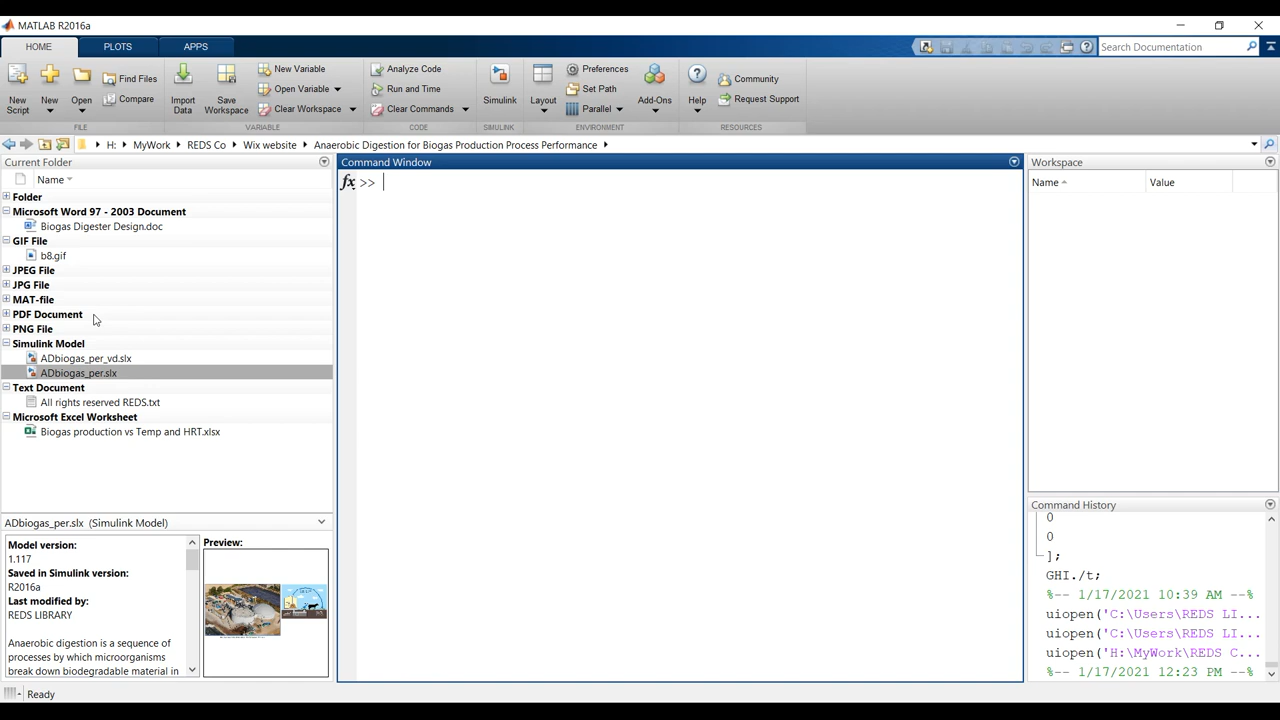 MATLAB R2016a
HOME
PLOTS
APPS
Search Documentation
New Script
New
Open
Find Files
Compare
Import Data
Save Workspace
New Variable
Open Variable
Clear Workspace
Analyze Code
Run and Time
Clear Commands
Simulink
Layout
Preferences
Set Path
Parallel
Add-Ons
Help
Community
Request Support
FILE
VARIABLE
CODE
SIMULINK
ENVIRONMENT
RESOURCES
H: MyWork REDS Co Wix website Anaerobic Digestion for Biogas Production Process Performance
Current Folder
Name
Folder
Microsoft Word 97 - 2003 Document
Biogas Digester Design.doc
GIF File
b8.gif
JPEG File
JPG File
MAT-file
PDF Document
PNG File
Simulink Model
ADbiogas_per_vd.slx
ADbiogas_per.slx
Text Document
All rights reserved REDS.txt
Microsoft Excel Worksheet
Biogas production vs Temp and HRT.xlsx
ADbiogas_per.slx (Simulink Model)
Model version:
1.117
Saved in Simulink version:
R2016a
Last modified by:
REDS LIBRARY
Anaerobic digestion is a sequence of
processes by which microorganisms
break down biodegradable material in
Preview:
Command Window
fx >>
Workspace
Name Value
Command History
0
0
];
GHI./t;
%-- 1/17/2021 10:39 AM --%
uiopen('C:\Users\REDS LI...
uiopen('C:\Users\REDS LI...
uiopen('H:\MyWork\REDS C...
%-- 1/17/2021 12:23 PM --%
Ready